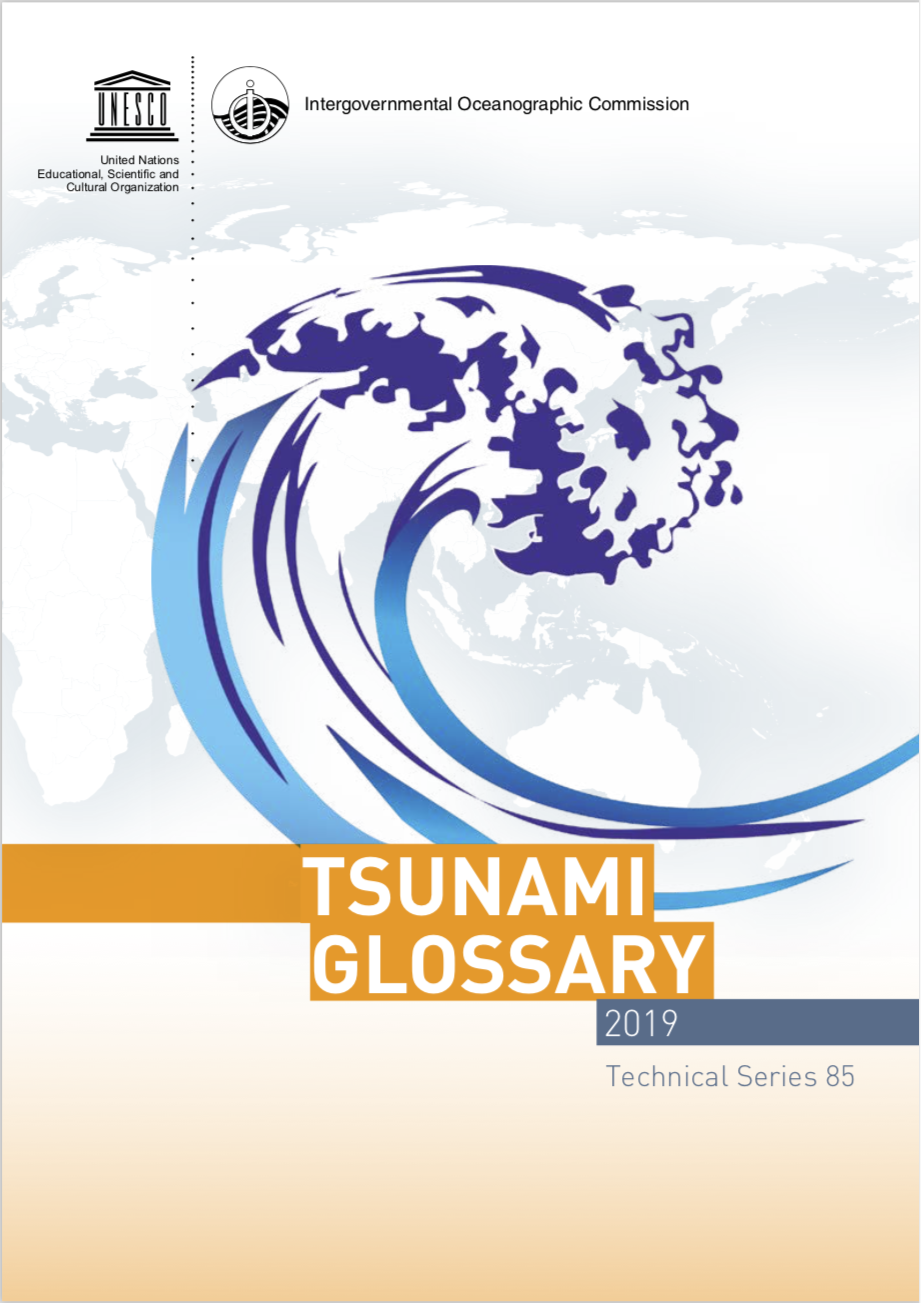 UNESCO
United Nations
Educational, Scientific and
Cultural Organization
Intergovernmental Oceanographic Commission
TSUNAMI
GLOSSARY
2019
Technical Series 85